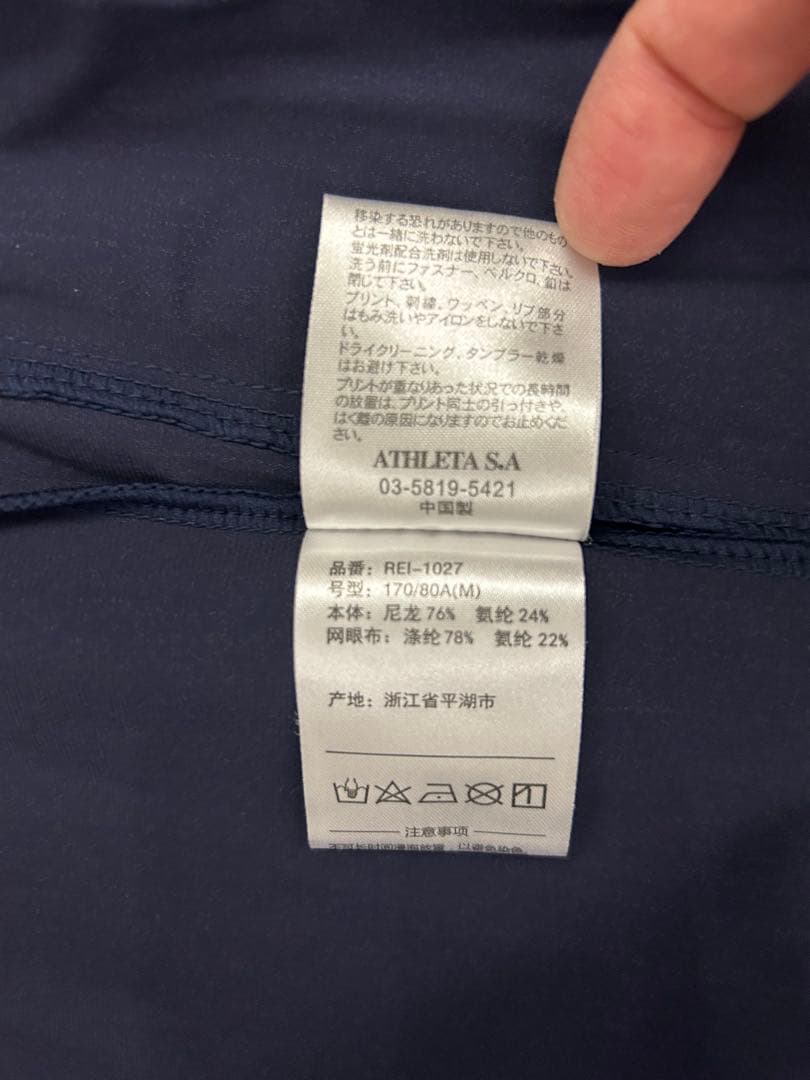 移染する恐れがありますので他のもの
とは一緒に洗わないで下さい。
蛍光剤配合洗剤は使用しないで下さい。
洗う前にファスナー、ベルクロ、釦は
閉じて下さい。
プリント、刺繍、ワッペン、リブ部分
はもみ洗いやアイロンをしないで下さ
い。
ドライクリーニング、タンブラー乾燥
はお避け下さい。
プリントが重なりあった状況での長時間
の放置は、プリント同士の引っ付きや、
はく離の原因になりますのでお止めくだ
さい。
ATHLETA S.A
03-5819-5421
中国製
品番: REI-1027
号型: 170/80A(M)
本体: 尼龙 76% 氨纶 24%
网眼布: 涤纶 78% 氨纶 22%
产地: 浙江省平湖市
注意事项